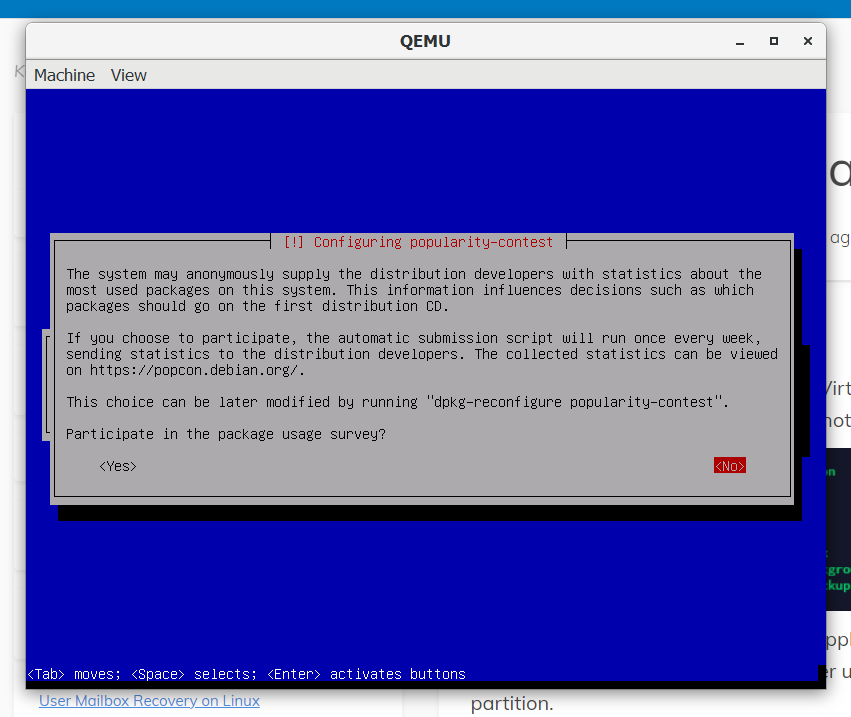 QEMU
Machine View
[!] Configuring popularity-contest
The system may anonymously supply the distribution developers with statistics about the
most used packages on this system. This information influences decisions such as which
packages should go on the first distribution CD.
If you choose to participate, the automatic submission script will run once every week,
sending statistics to the distribution developers. The collected statistics can be viewed
on https://popcon.debian.org/.
This choice can be later modified by running "dpkg-reconfigure popularity-contest".
Participate in the package usage survey?
<Yes> <No>
<Tab> moves; <Space> selects; <Enter> activates buttons
User Mailbox Recovery on Linux
partition.